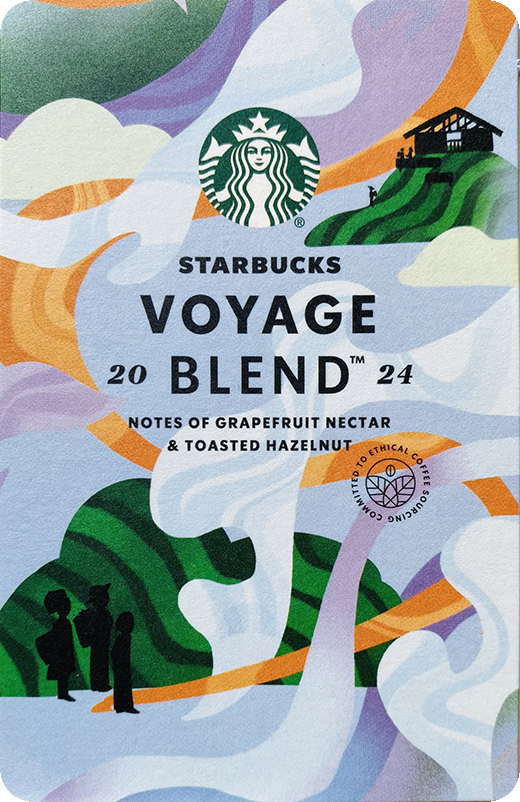 ®
STARBUCKS
VOYAGE
20 BLEND™ 24
NOTES OF GRAPEFRUIT NECTAR
& TOASTED HAZELNUT
COMMITTED TO ETHICAL COFFEE SOURCING